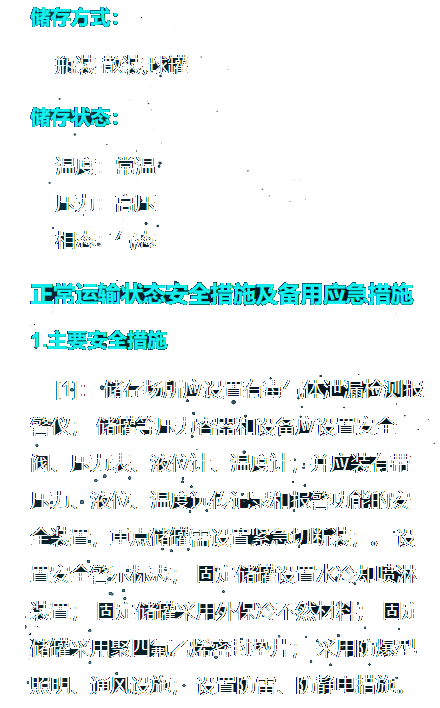 储存方式：
瓶装 散装,球罐
储存状态：
温度：常温
压力：高压
相态：气态
正常运输状态安全措施及备用应急措施
1.主要安全措施
[1]：储存场所应设置有毒气体泄漏检测报
警仪； 储罐等压力容器和设备应设置安全
阀、压力表、液位计、温度计；并应装有带
压力、液位、温度远传记录和报警功能的安
全装置，重点储罐需设置紧急切断装； 。 设
置安全警示标志； 固定储罐设置水冷却喷淋
装置； 固定储罐采用外保冷不燃材料； 固定
储罐采用聚四氟乙烯密封垫片； 采用防爆型
照明、通风设施； 设置防雷、防静电措施。